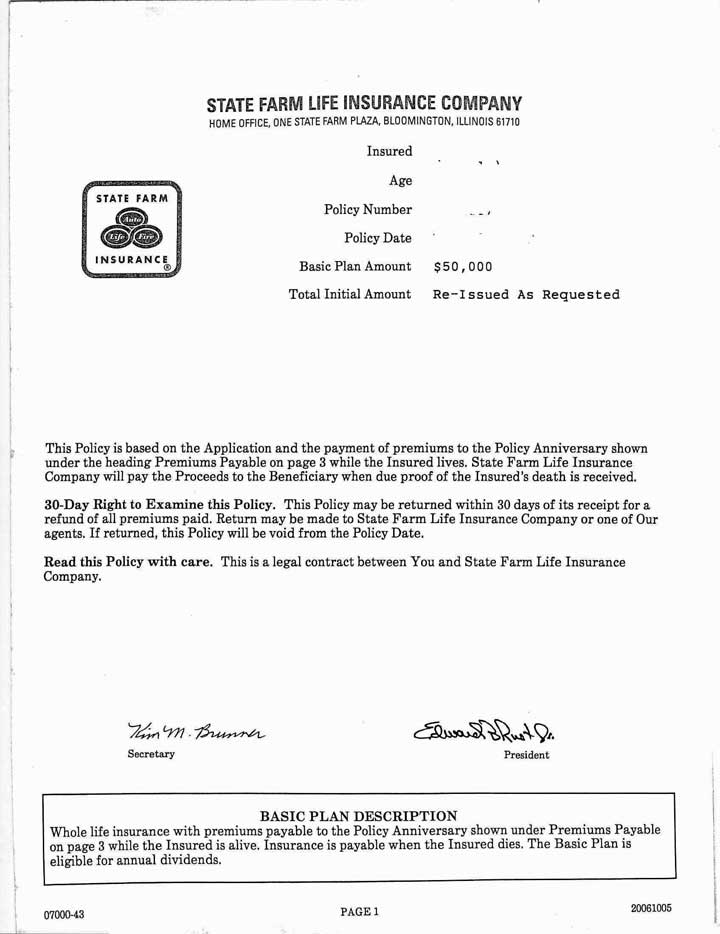 STATE FARM LIFE INSURANCE COMPANY
HOME OFFICE, ONE STATE FARM PLAZA, BLOOMINGTON, ILLINOIS 61710
Insured
Age
Policy Number
Policy Date
Basic Plan Amount $50,000
Total Initial Amount Re-Issued As Requested
STATE FARM
Auto
Life Fire
INSURANCE
®
This Policy is based on the Application and the payment of premiums to the Policy Anniversary shown
under the heading Premiums Payable on page 3 while the Insured lives. State Farm Life Insurance
Company will pay the Proceeds to the Beneficiary when due proof of the Insured's death is received.
30-Day Right to Examine this Policy. This Policy may be returned within 30 days of its receipt for a
refund of all premiums paid. Return may be made to State Farm Life Insurance Company or one of Our
agents. If returned, this Policy will be void from the Policy Date.
Read this Policy with care. This is a legal contract between You and State Farm Life Insurance
Company.
Kim M. Brunner
Edward B Rust Jr.
Secretary
President
BASIC PLAN DESCRIPTION
Whole life insurance with premiums payable to the Policy Anniversary shown under Premiums Payable
on page 3 while the Insured is alive. Insurance is payable when the Insured dies. The Basic Plan is
eligible for annual dividends.
07000-43
PAGE 1
20061005